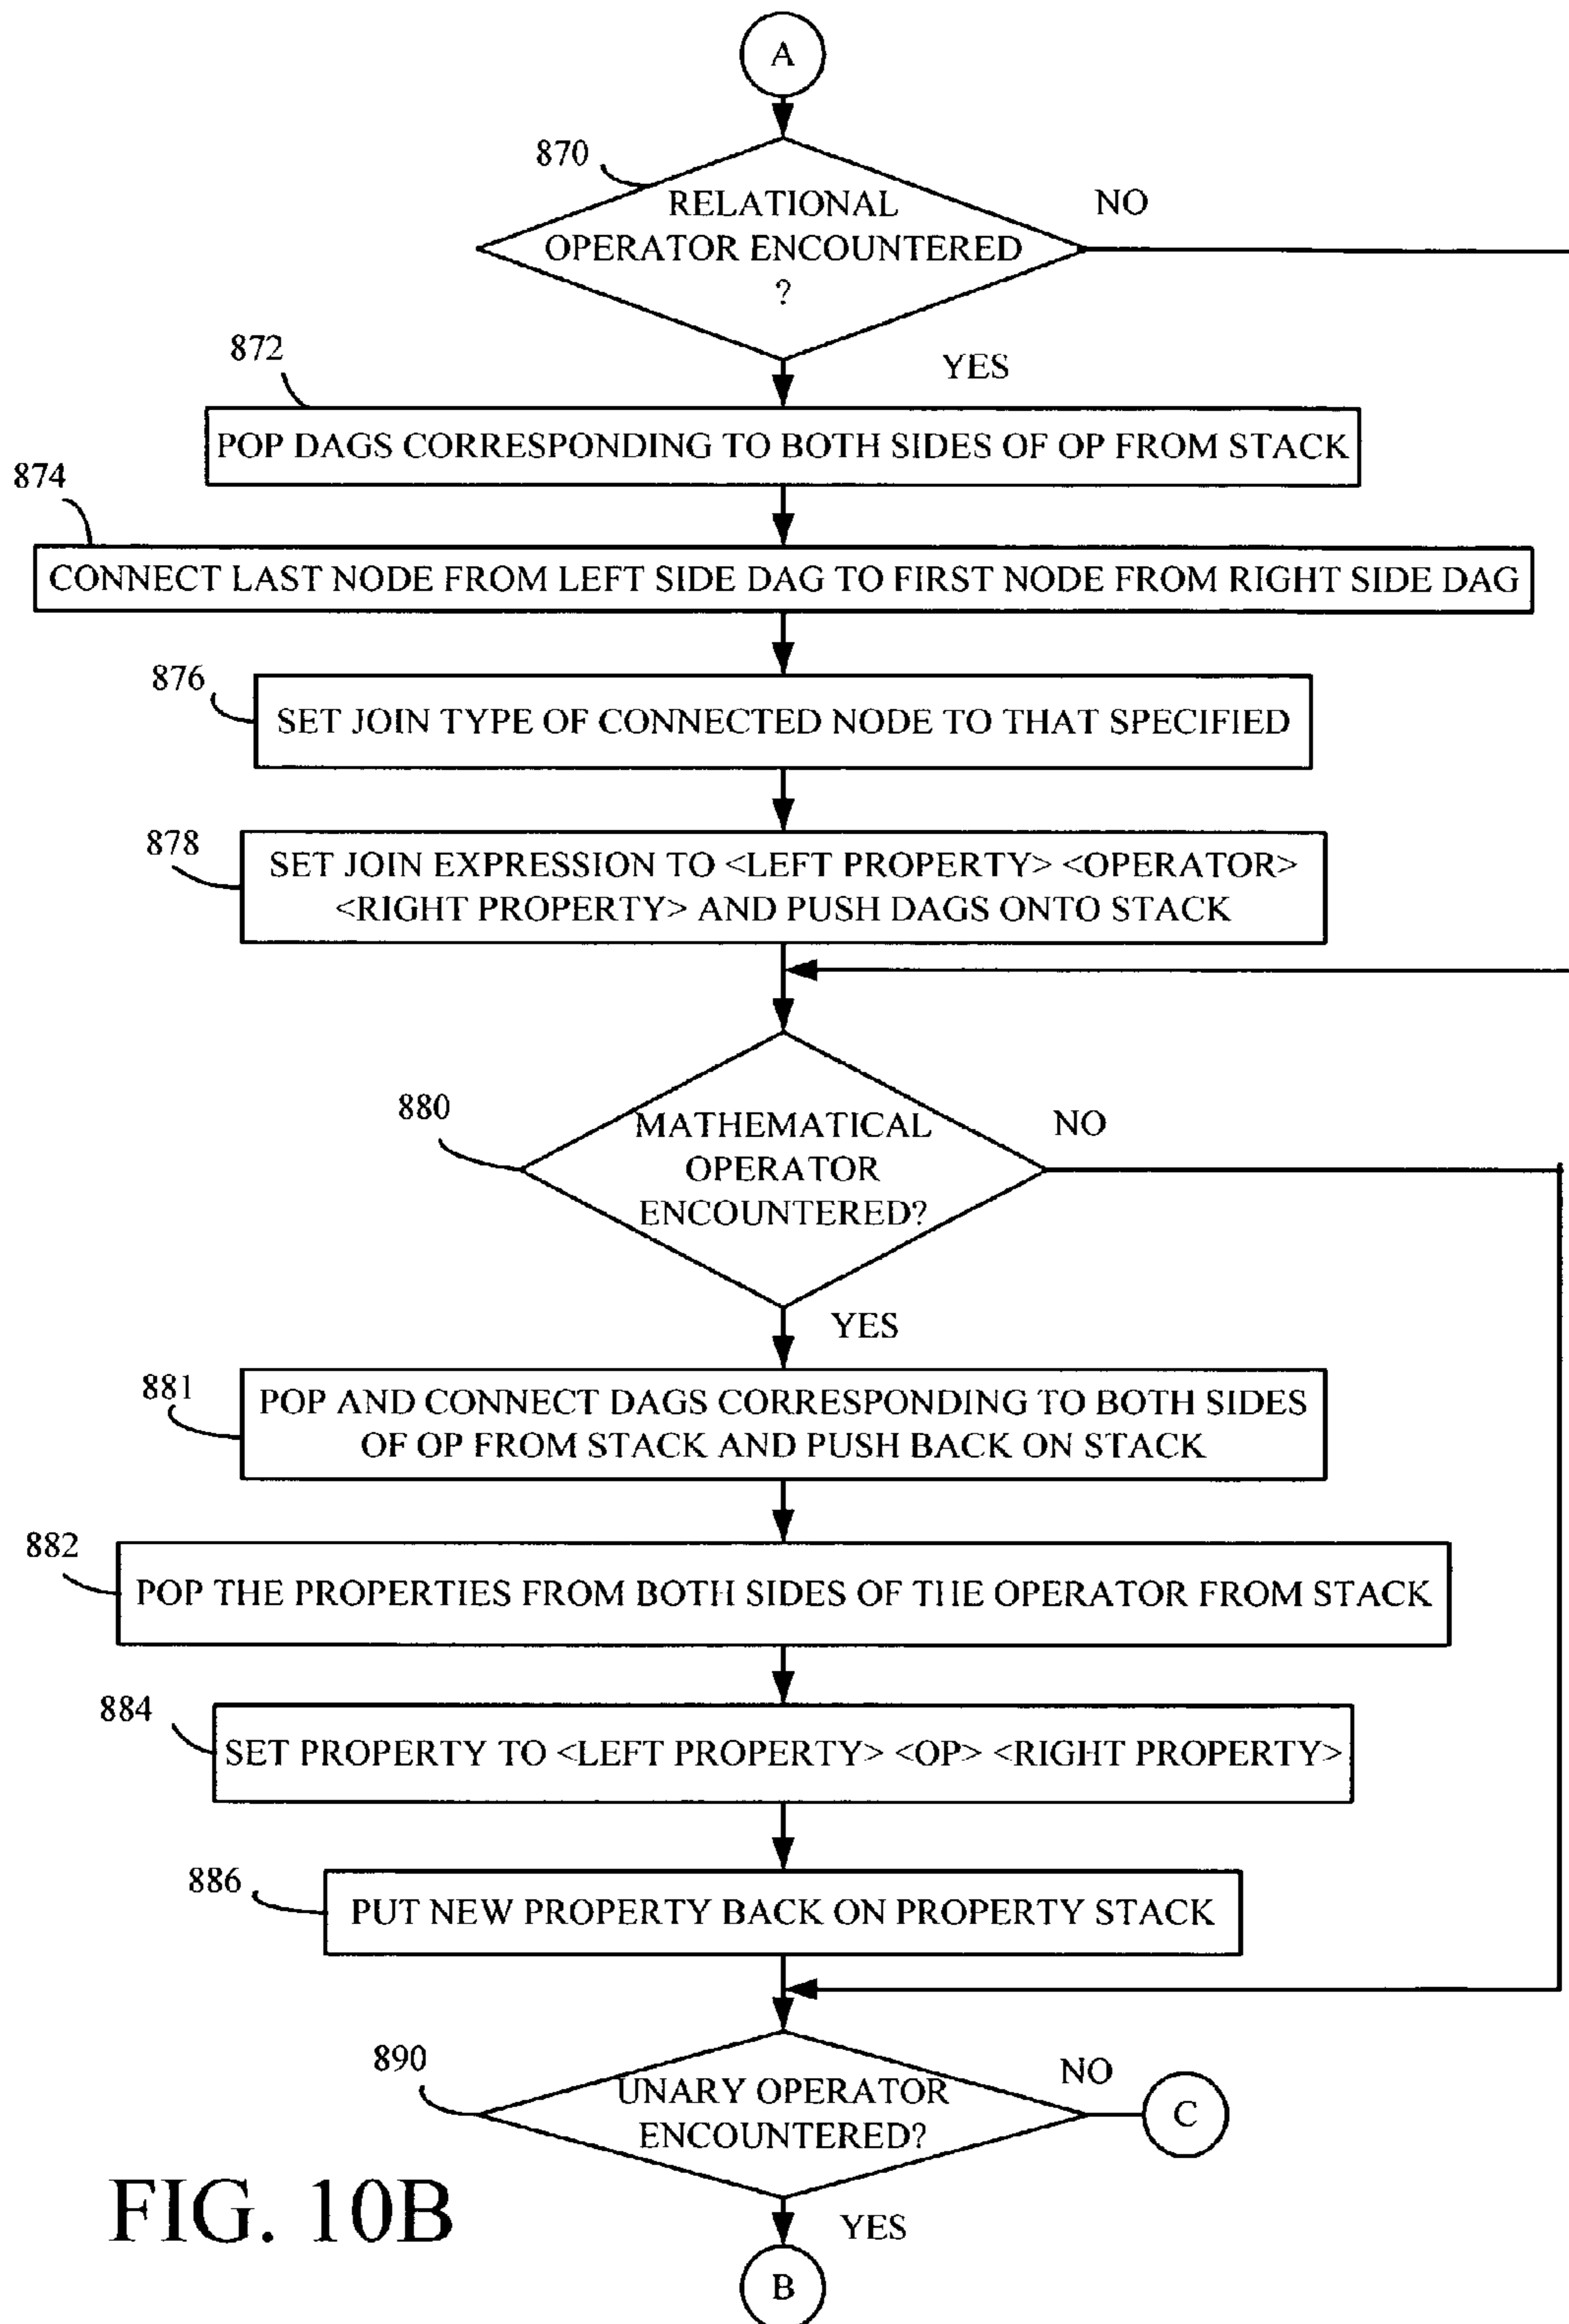 A
870
RELATIONAL
OPERATOR ENCOUNTERED
?
NO
YES
872
POP DAGS CORRESPONDING TO BOTH SIDES OF OP FROM STACK
874
CONNECT LAST NODE FROM LEFT SIDE DAG TO FIRST NODE FROM RIGHT SIDE DAG
876
SET JOIN TYPE OF CONNECTED NODE TO THAT SPECIFIED
878
SET JOIN EXPRESSION TO <LEFT PROPERTY> <OPERATOR>
<RIGHT PROPERTY> AND PUSH DAGS ONTO STACK
880
MATHEMATICAL
OPERATOR
ENCOUNTERED?
NO
YES
881
POP AND CONNECT DAGS CORRESPONDING TO BOTH SIDES
OF OP FROM STACK AND PUSH BACK ON STACK
882
POP THE PROPERTIES FROM BOTH SIDES OF THE OPERATOR FROM STACK
884
SET PROPERTY TO <LEFT PROPERTY> <OP> <RIGHT PROPERTY>
886
PUT NEW PROPERTY BACK ON PROPERTY STACK
890
UNARY OPERATOR
ENCOUNTERED?
NO
C
YES
B
FIG. 10B